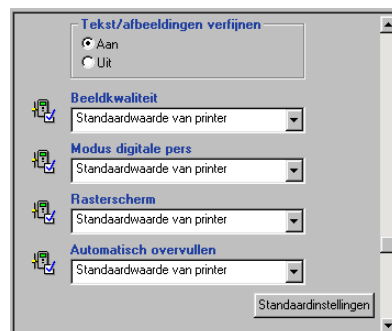 Tekst/afbeeldingen verfijnen
Aan
Uit
Beeldkwaliteit
Standaardwaarde van printer
Modus digitale pers
Standaardwaarde van printer
Rasterscherm
Standaardwaarde van printer
Automatisch overvullen
Standaardwaarde van printer
Standaardinstellingen